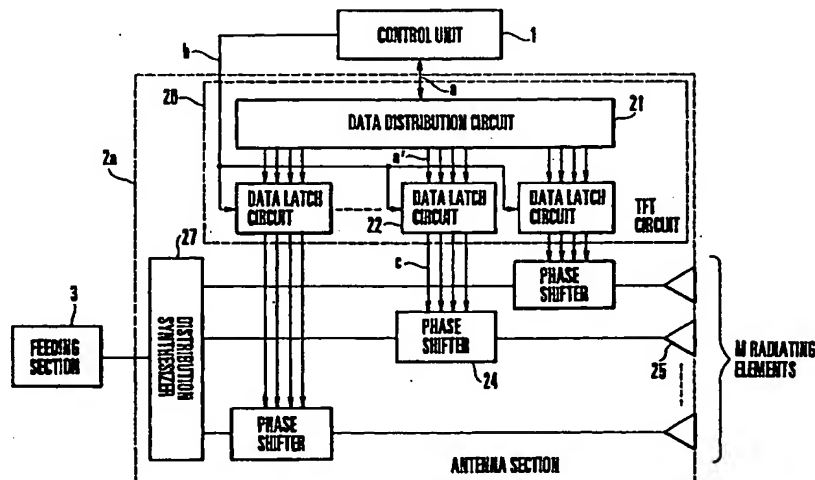 CONTROL UNIT
1
b
a
20
DATA DISTRIBUTION CIRCUIT
21
2a
a'
DATA LATCH
CIRCUIT
DATA LATCH
CIRCUIT
DATA LATCH
CIRCUIT
22
TFT
CIRCUIT
27
c
PHASE
SHIFTER
3
FEEDING
SECTION
DISTRIBUTION
SYNTHESIZER
PHASE
SHIFTER
24
25
M RADIATING
ELEMENTS
PHASE
SHIFTER
ANTENNA SECTION